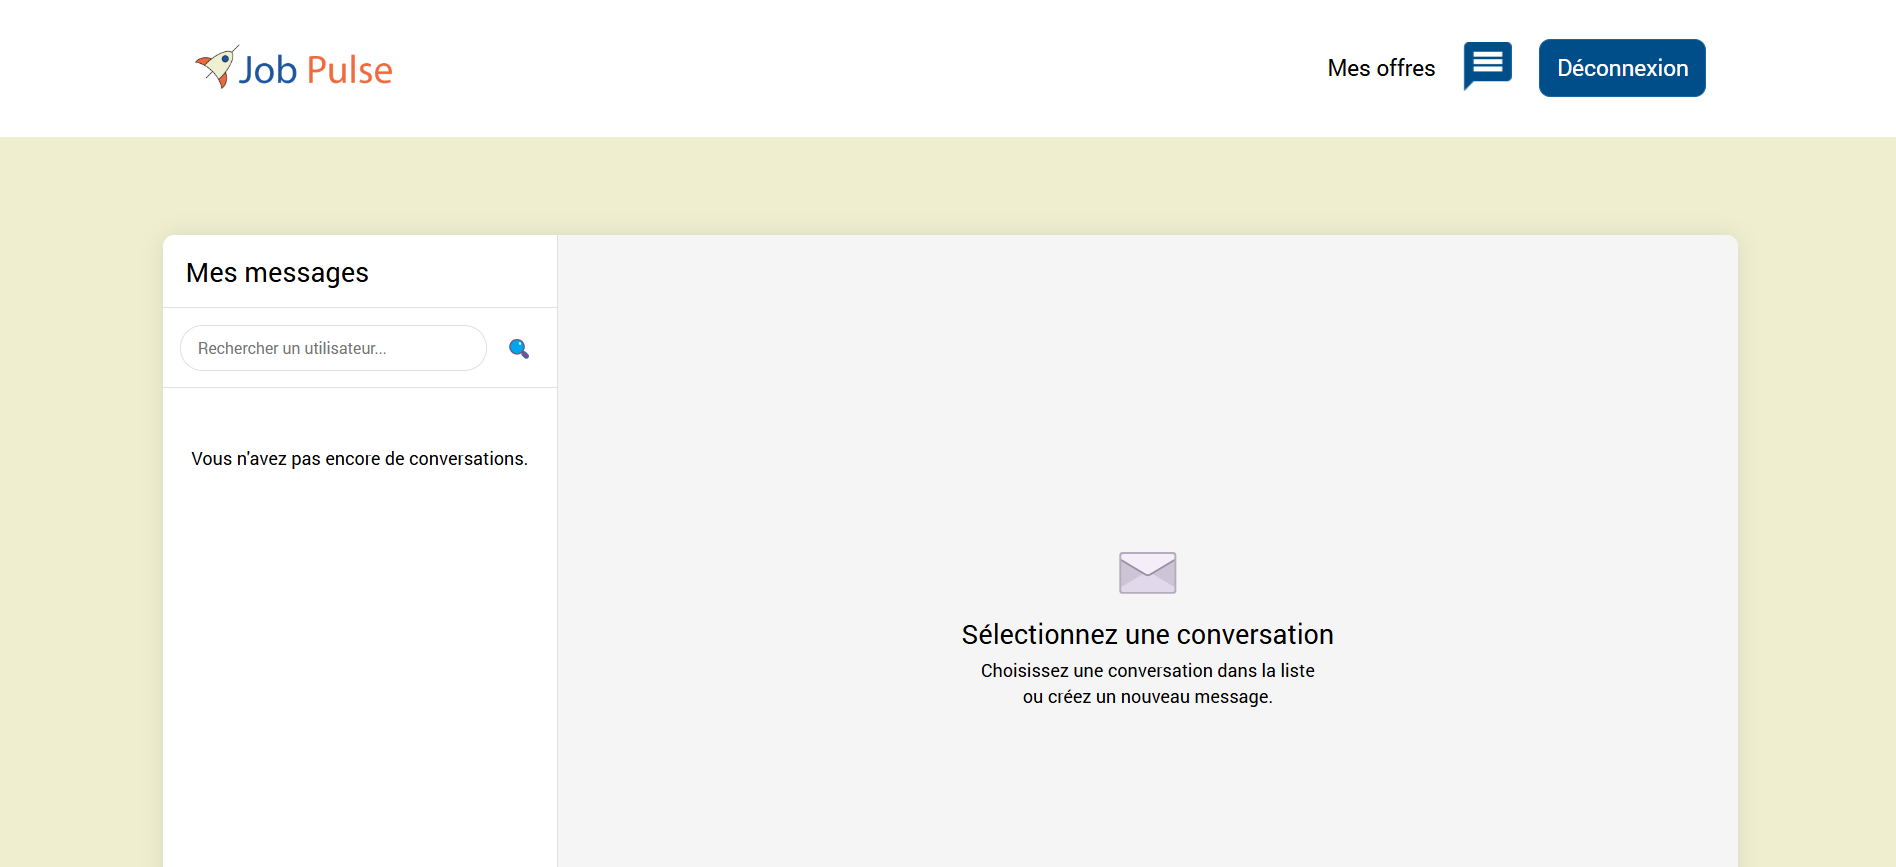 Job Pulse
Mes offres
Déconnexion
Mes messages
Rechercher un utilisateur...
Vous n'avez pas encore de conversations.
Sélectionnez une conversation
Choisissez une conversation dans la liste
ou créez un nouveau message.